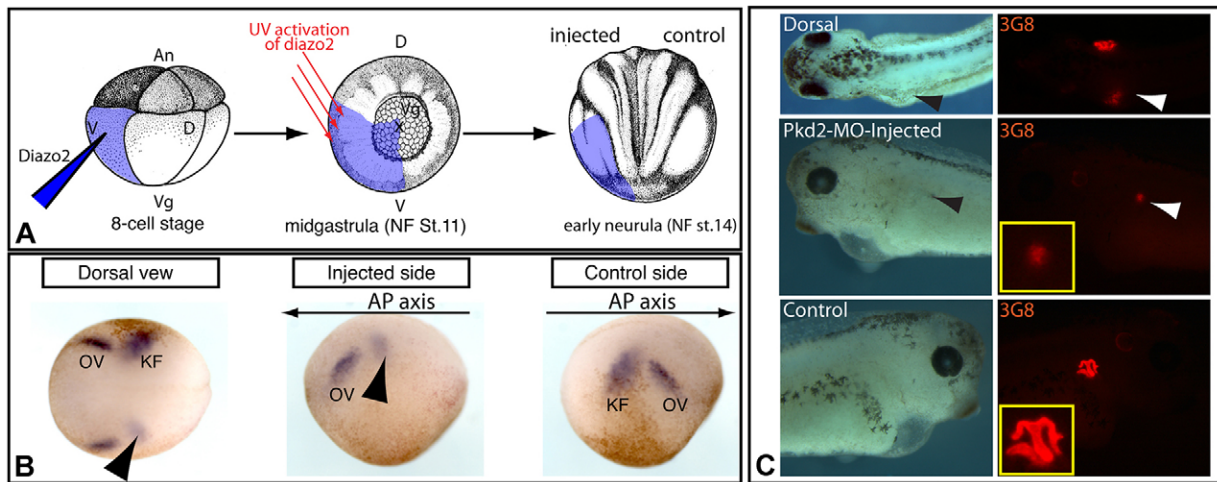 UV activation
of diazo2
An
V
D
Diazo2
Vg
8-cell stage
D
Vg
x
V
midgastrula (NF St.11)
injected
control
early neurula (NF st.14)
A
Dorsal vew
Injected side
Control side
AP axis
AP axis
OV
KF
OV
KF
OV
B
Dorsal
3G8
Pkd2-MO-Injected
3G8
Control
3G8
C